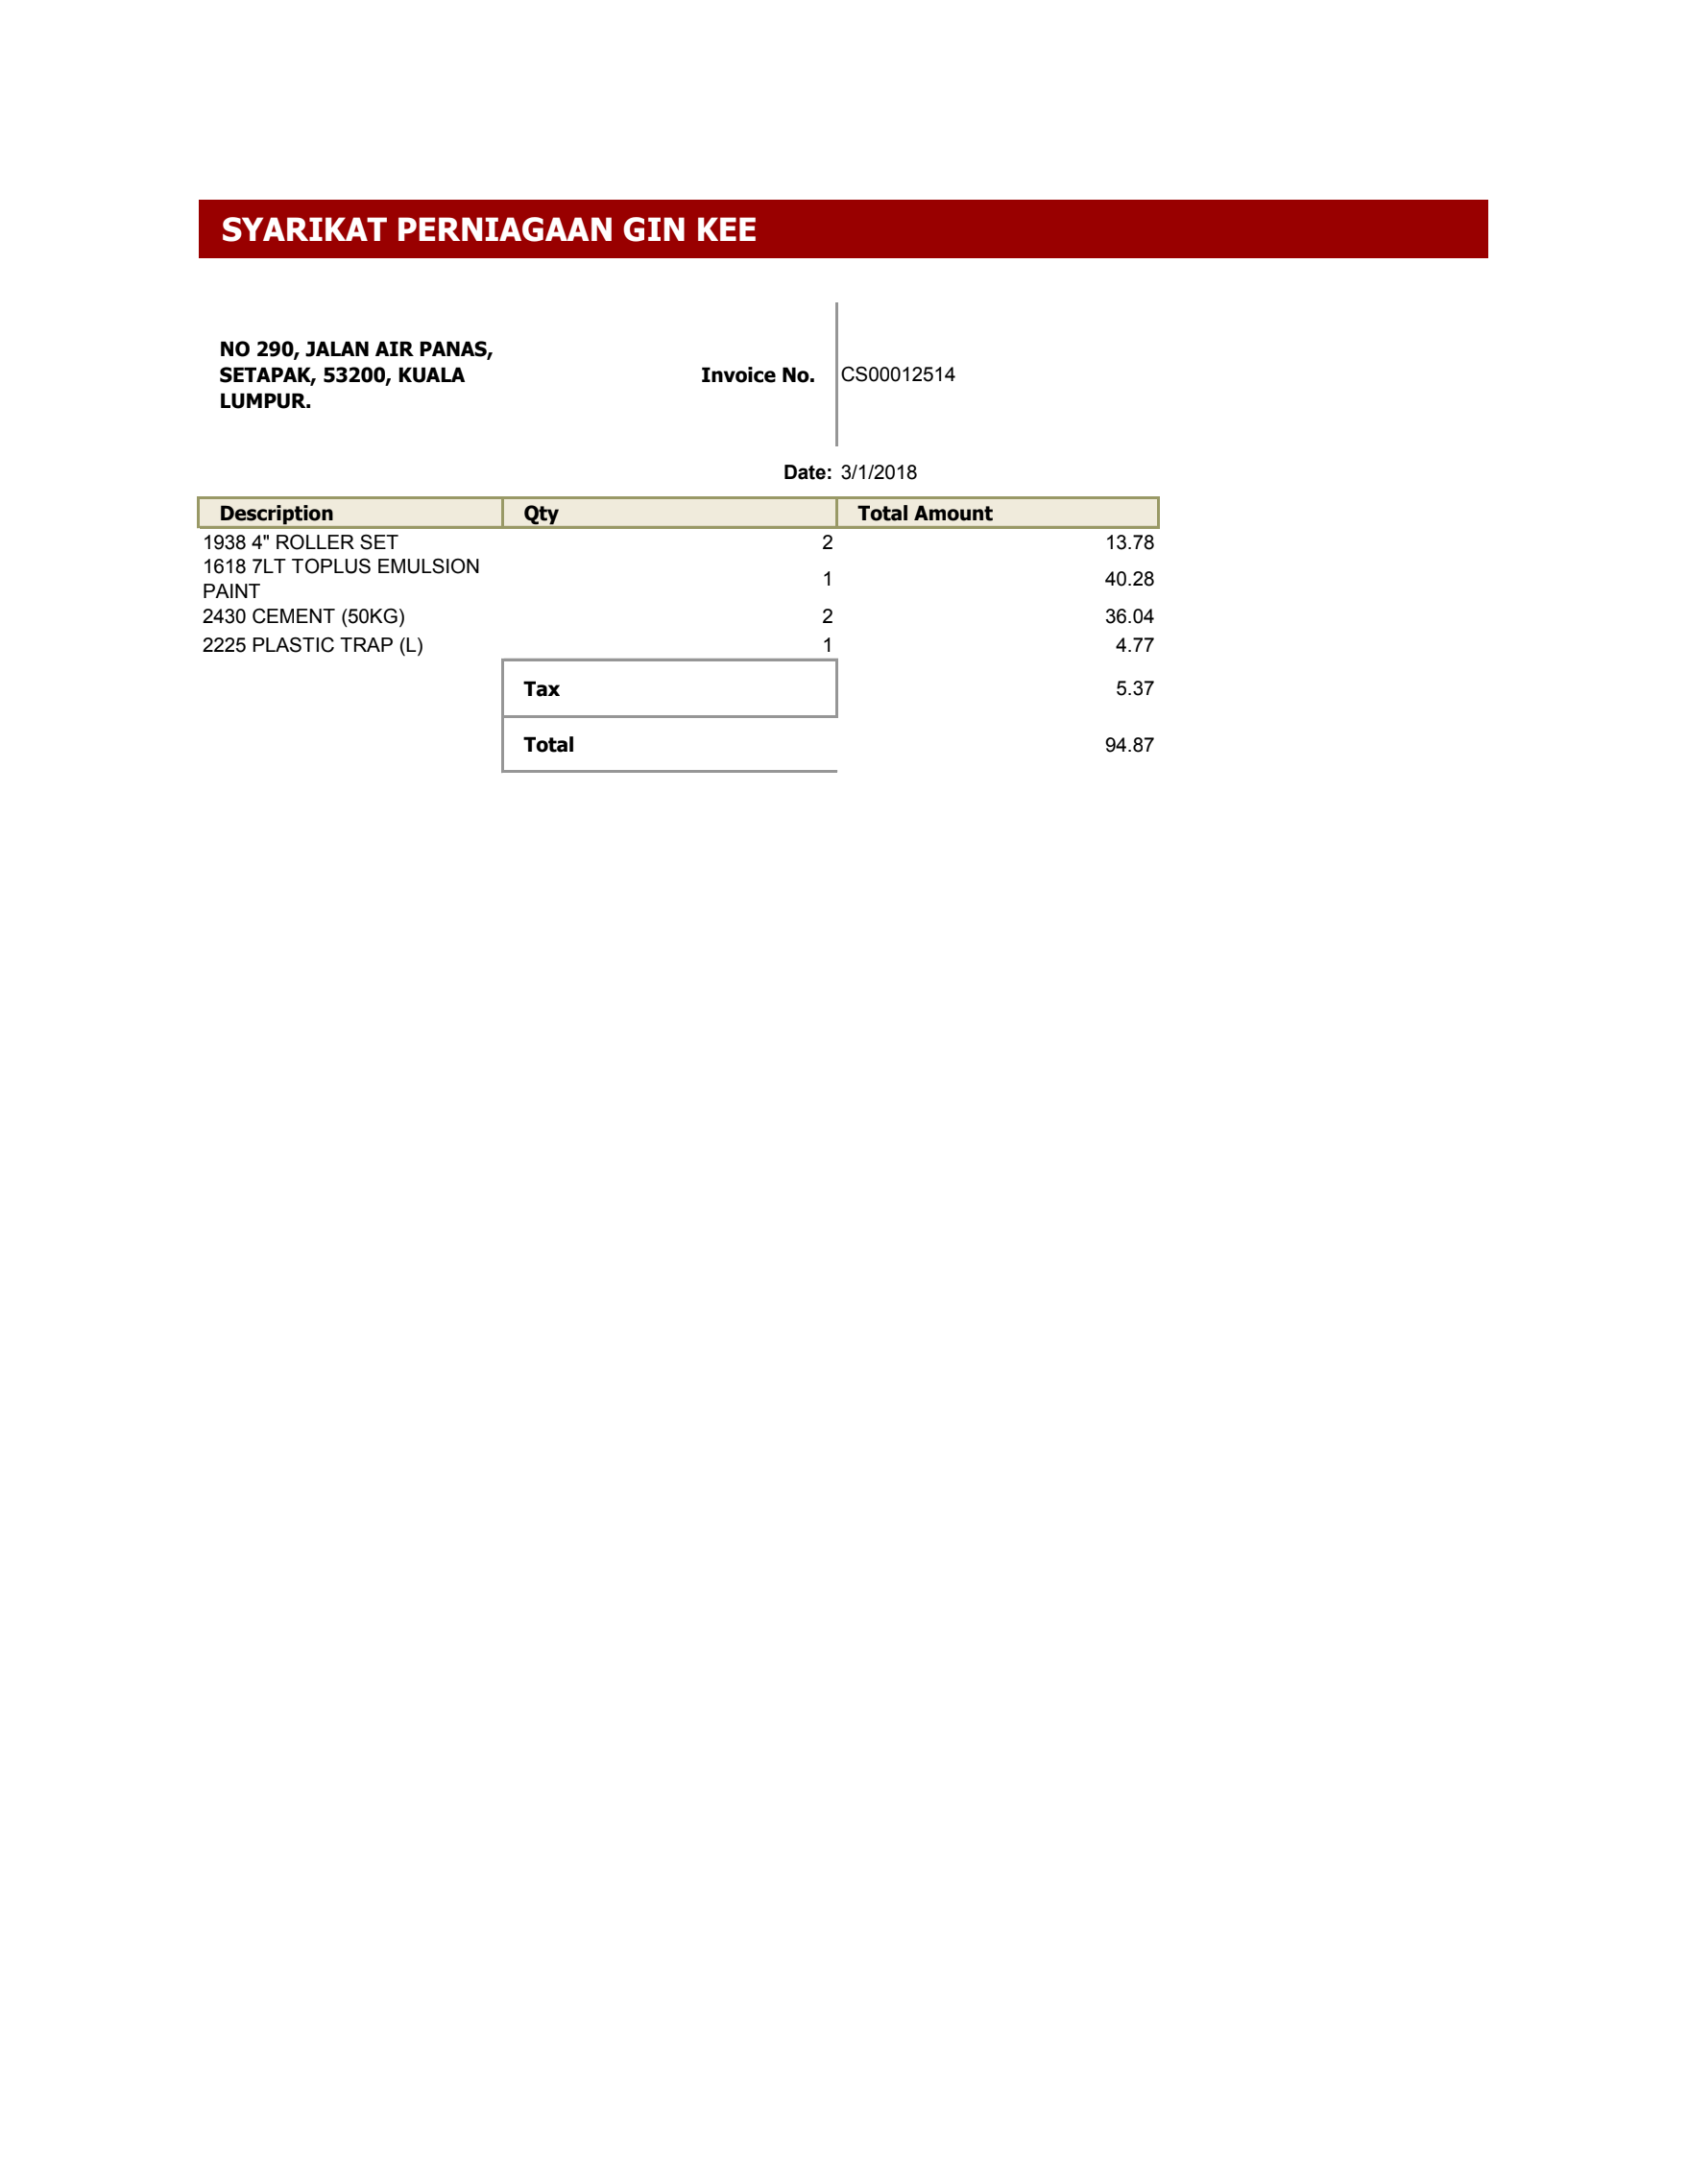 SYARIKAT PERNIAGAAN GIN KEE
NO 290, JALAN AIR PANAS,
SETAPAK, 53200, KUALA
LUMPUR.
Invoice No. CS00012514
Date: 3/1/2018
Description Qty Total Amount
1938 4" ROLLER SET 2 13.78
1618 7LT TOPLUS EMULSION
PAINT 1 40.28
2430 CEMENT (50KG) 2 36.04
2225 PLASTIC TRAP (L) 1 4.77
Tax 5.37
Total 94.87